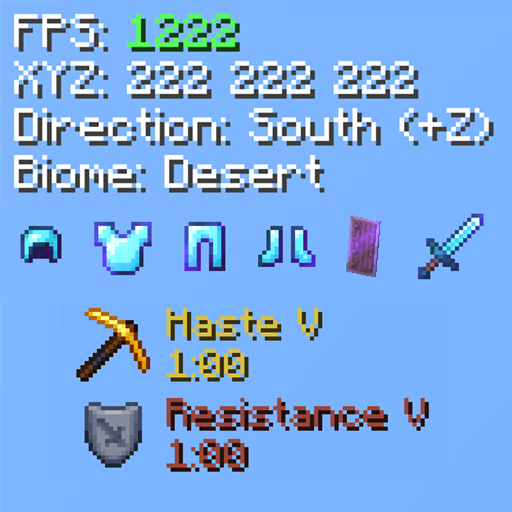 FPS: 1222
XYZ: 222 222 222
Direction: South (+Z)
Biome: Desert
Haste V
1:00
Resistance V
1:00